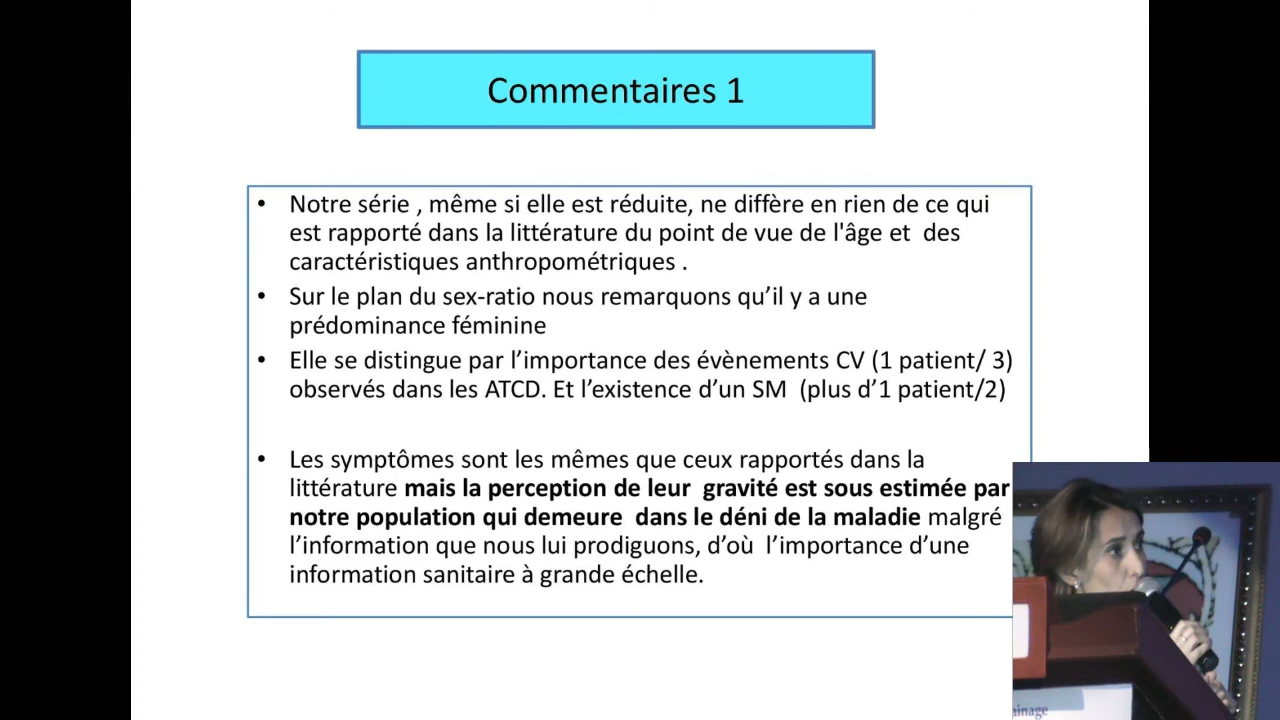 Commentaires 1
• Notre série , même si elle est réduite, ne diffère en rien de ce qui
est rapporté dans la littérature du point de vue de l'âge et  des
caractéristiques anthropométriques .
• Sur le plan du sex-ratio nous remarquons qu’il y a une
prédominance féminine
• Elle se distingue par l’importance des évènements CV (1 patient/ 3)
observés dans les ATCD. Et l’existence d’un SM  (plus d’1 patient/2)
• Les symptômes sont les mêmes que ceux rapportés dans la
littérature mais la perception de leur  gravité est sous estimée par
notre population qui demeure  dans le déni de la maladie malgré
l’information que nous lui prodiguons, d’où  l’importance d’une
information sanitaire à grande échelle.